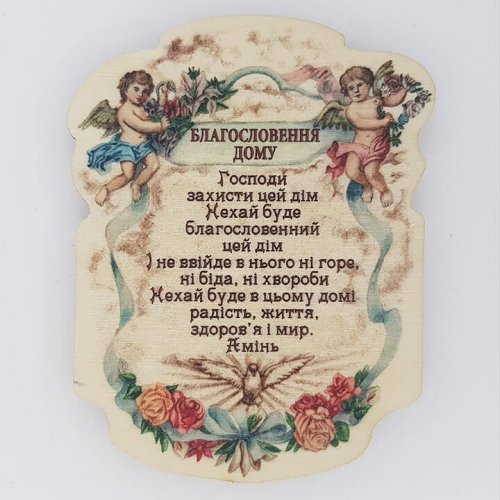 БЛАГОСЛОВЕННЯ
ДОМУ
Господи
захисти цей дім
Нехай буде
благословенний
цей дім
І не ввійде в нього ні горе,
ні біда, ні хвороби
Нехай буде в цьому домі
радість, життя,
здоров'я і мир.
Амінь